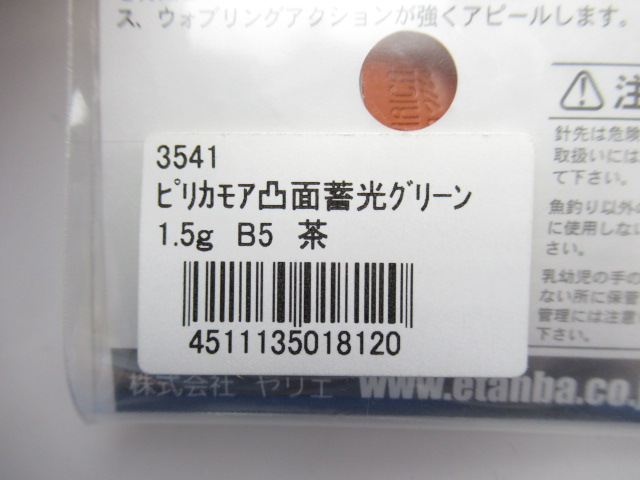 ス、ウォブリングアクションが強くアピールします。
RICH
注
針先は危険
取扱いには
て下さい。
魚釣り以外の
に使用しない
さい。
乳幼児の手の
ない所に保管
管理には注意
下さい。
3541
ﾋﾟﾘｶﾓｱ凸面蓄光ｸﾞﾘｰﾝ
1.5g B5 茶
4511135018120
株式会社 ヤリエ www.etanba.co.j